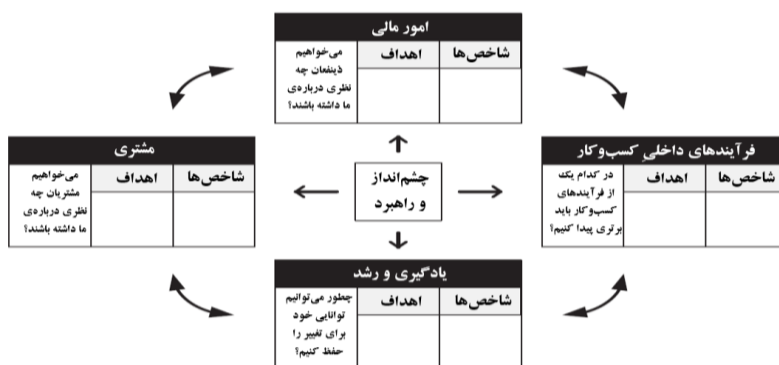 امور مالی
شاخص‌ها
اهداف
می‌خواهیم
ذینفعان چه
نظری درباره‌ی
ما داشته باشند؟
فرآیندهای داخلیِ کسب‌وکار
شاخص‌ها
اهداف
در کدام یک
از فرآیندهای
کسب‌وکار باید
برتری پیدا کنیم؟
چشم‌انداز
و راهبرد
مشتری
شاخص‌ها
اهداف
می‌خواهیم
مشتریان چه
نظری درباره‌ی
ما داشته باشند؟
یادگیری و رشد
شاخص‌ها
اهداف
چطور می‌توانیم
توانایی خود
برای تغییر را
حفظ کنیم؟